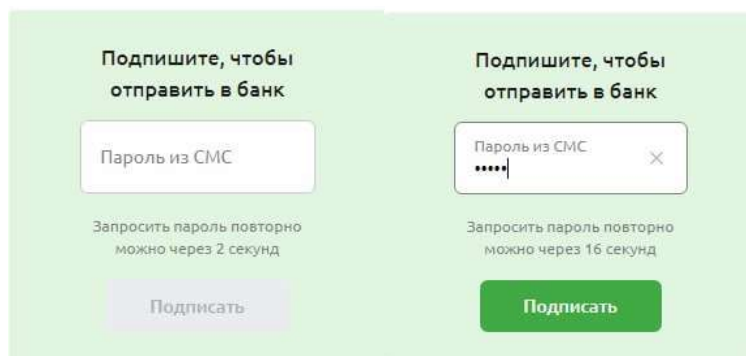 Подпишите, чтобы
отправить в банк
Пароль из СМС
Запросить пароль повторно
можно через 2 секунд
Подписать
Подпишите, чтобы
отправить в банк
Пароль из СМС
•••••
Запросить пароль повторно
можно через 16 секунд
Подписать